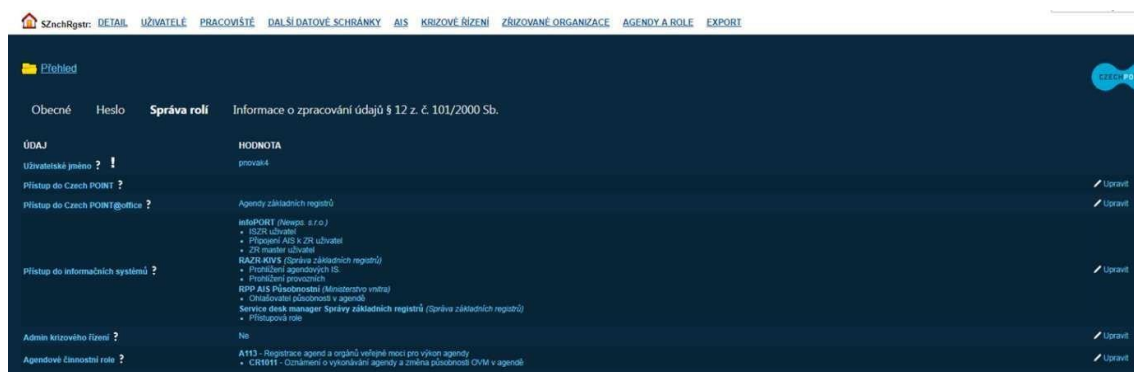 SZnchRgstr: DETAIL UŽIVATELÉ PRACOVIŠTĚ DALŠÍ DATOVÉ SCHRÁNKY AIS KRIZOVÉ ŘÍZENÍ ZŘIZOVANÉ ORGANIZACE AGENDY A ROLE EXPORT
Přehled
CZECHPO
Obecné Heslo Správa rolí Informace o zpracování údajů § 12 z. č. 101/2000 Sb.
ÚDAJ HODNOTA
Uživatelské jméno ? ! pnovak4
Přístup do Czech POINT ? Upravit
Přístup do Czech POINT@office ? Agendy základních registrů Upravit
infoPORT (Newps. s.r.o.)
• ISZR uživatel
• Připojení AIS k ZR uživatel
• ZR master uživatel
RAZR-KIVS (Správa základních registrů)
• Prohlížení agendových IS.
Přístup do informačních systémů ? • Prohlížení provozních Upravit
RPP AIS Působnostní (Ministerstvo vnitra)
• Ohlašovatel působnosti v agendě
Service desk manager Správy základních registrů (Správa základních registrů)
• Přístupová role
Admin krizového řízení ? Ne Upravit
Agendové činnostní role ? A113 - Registrace agend a orgánů veřejné moci pro výkon agendy Upravit
• CR1011 - Oznámení o vykonávání agendy a změna působnosti OVM v agendě